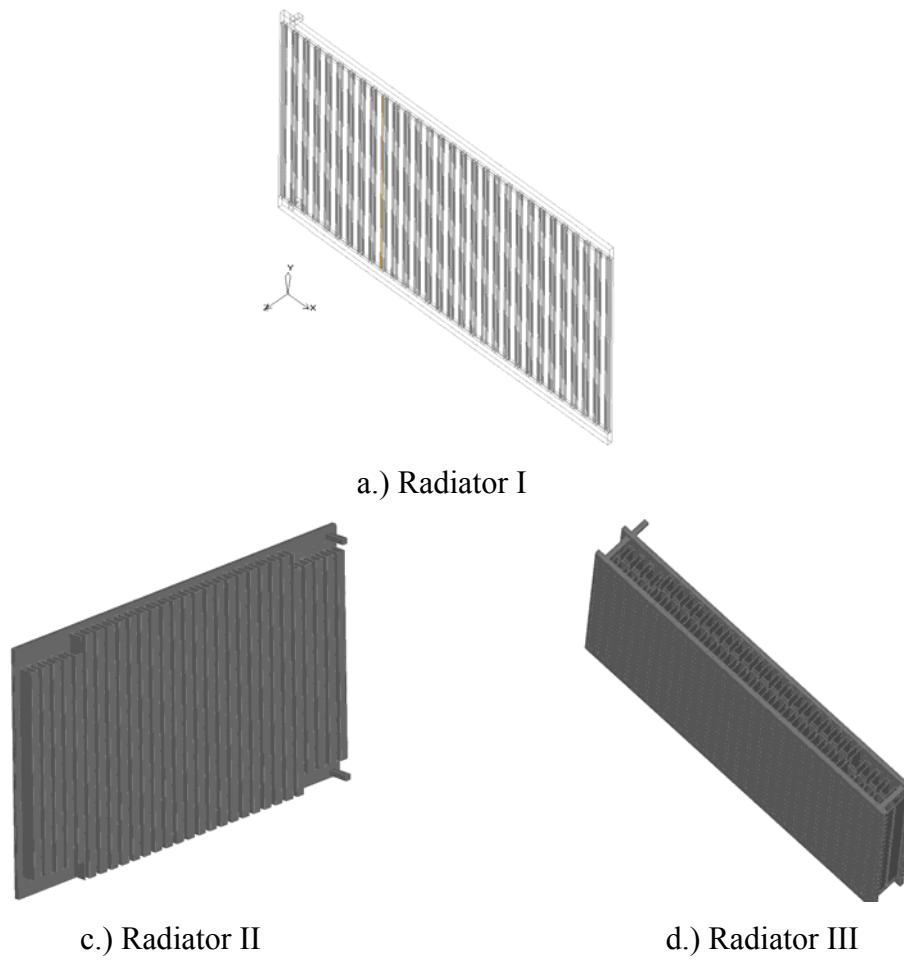 Y
Z
X
a.) Radiator I
c.) Radiator II
d.) Radiator III